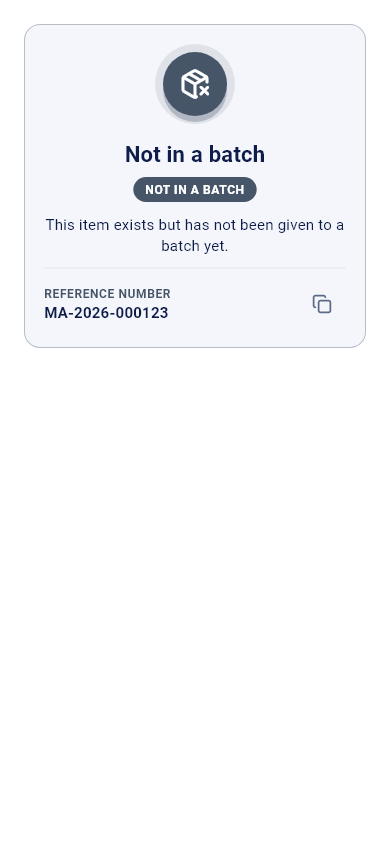 Not in a batch
NOT IN A BATCH
This item exists but has not been given to a
batch yet.
REFERENCE NUMBER
MA-2026-000123